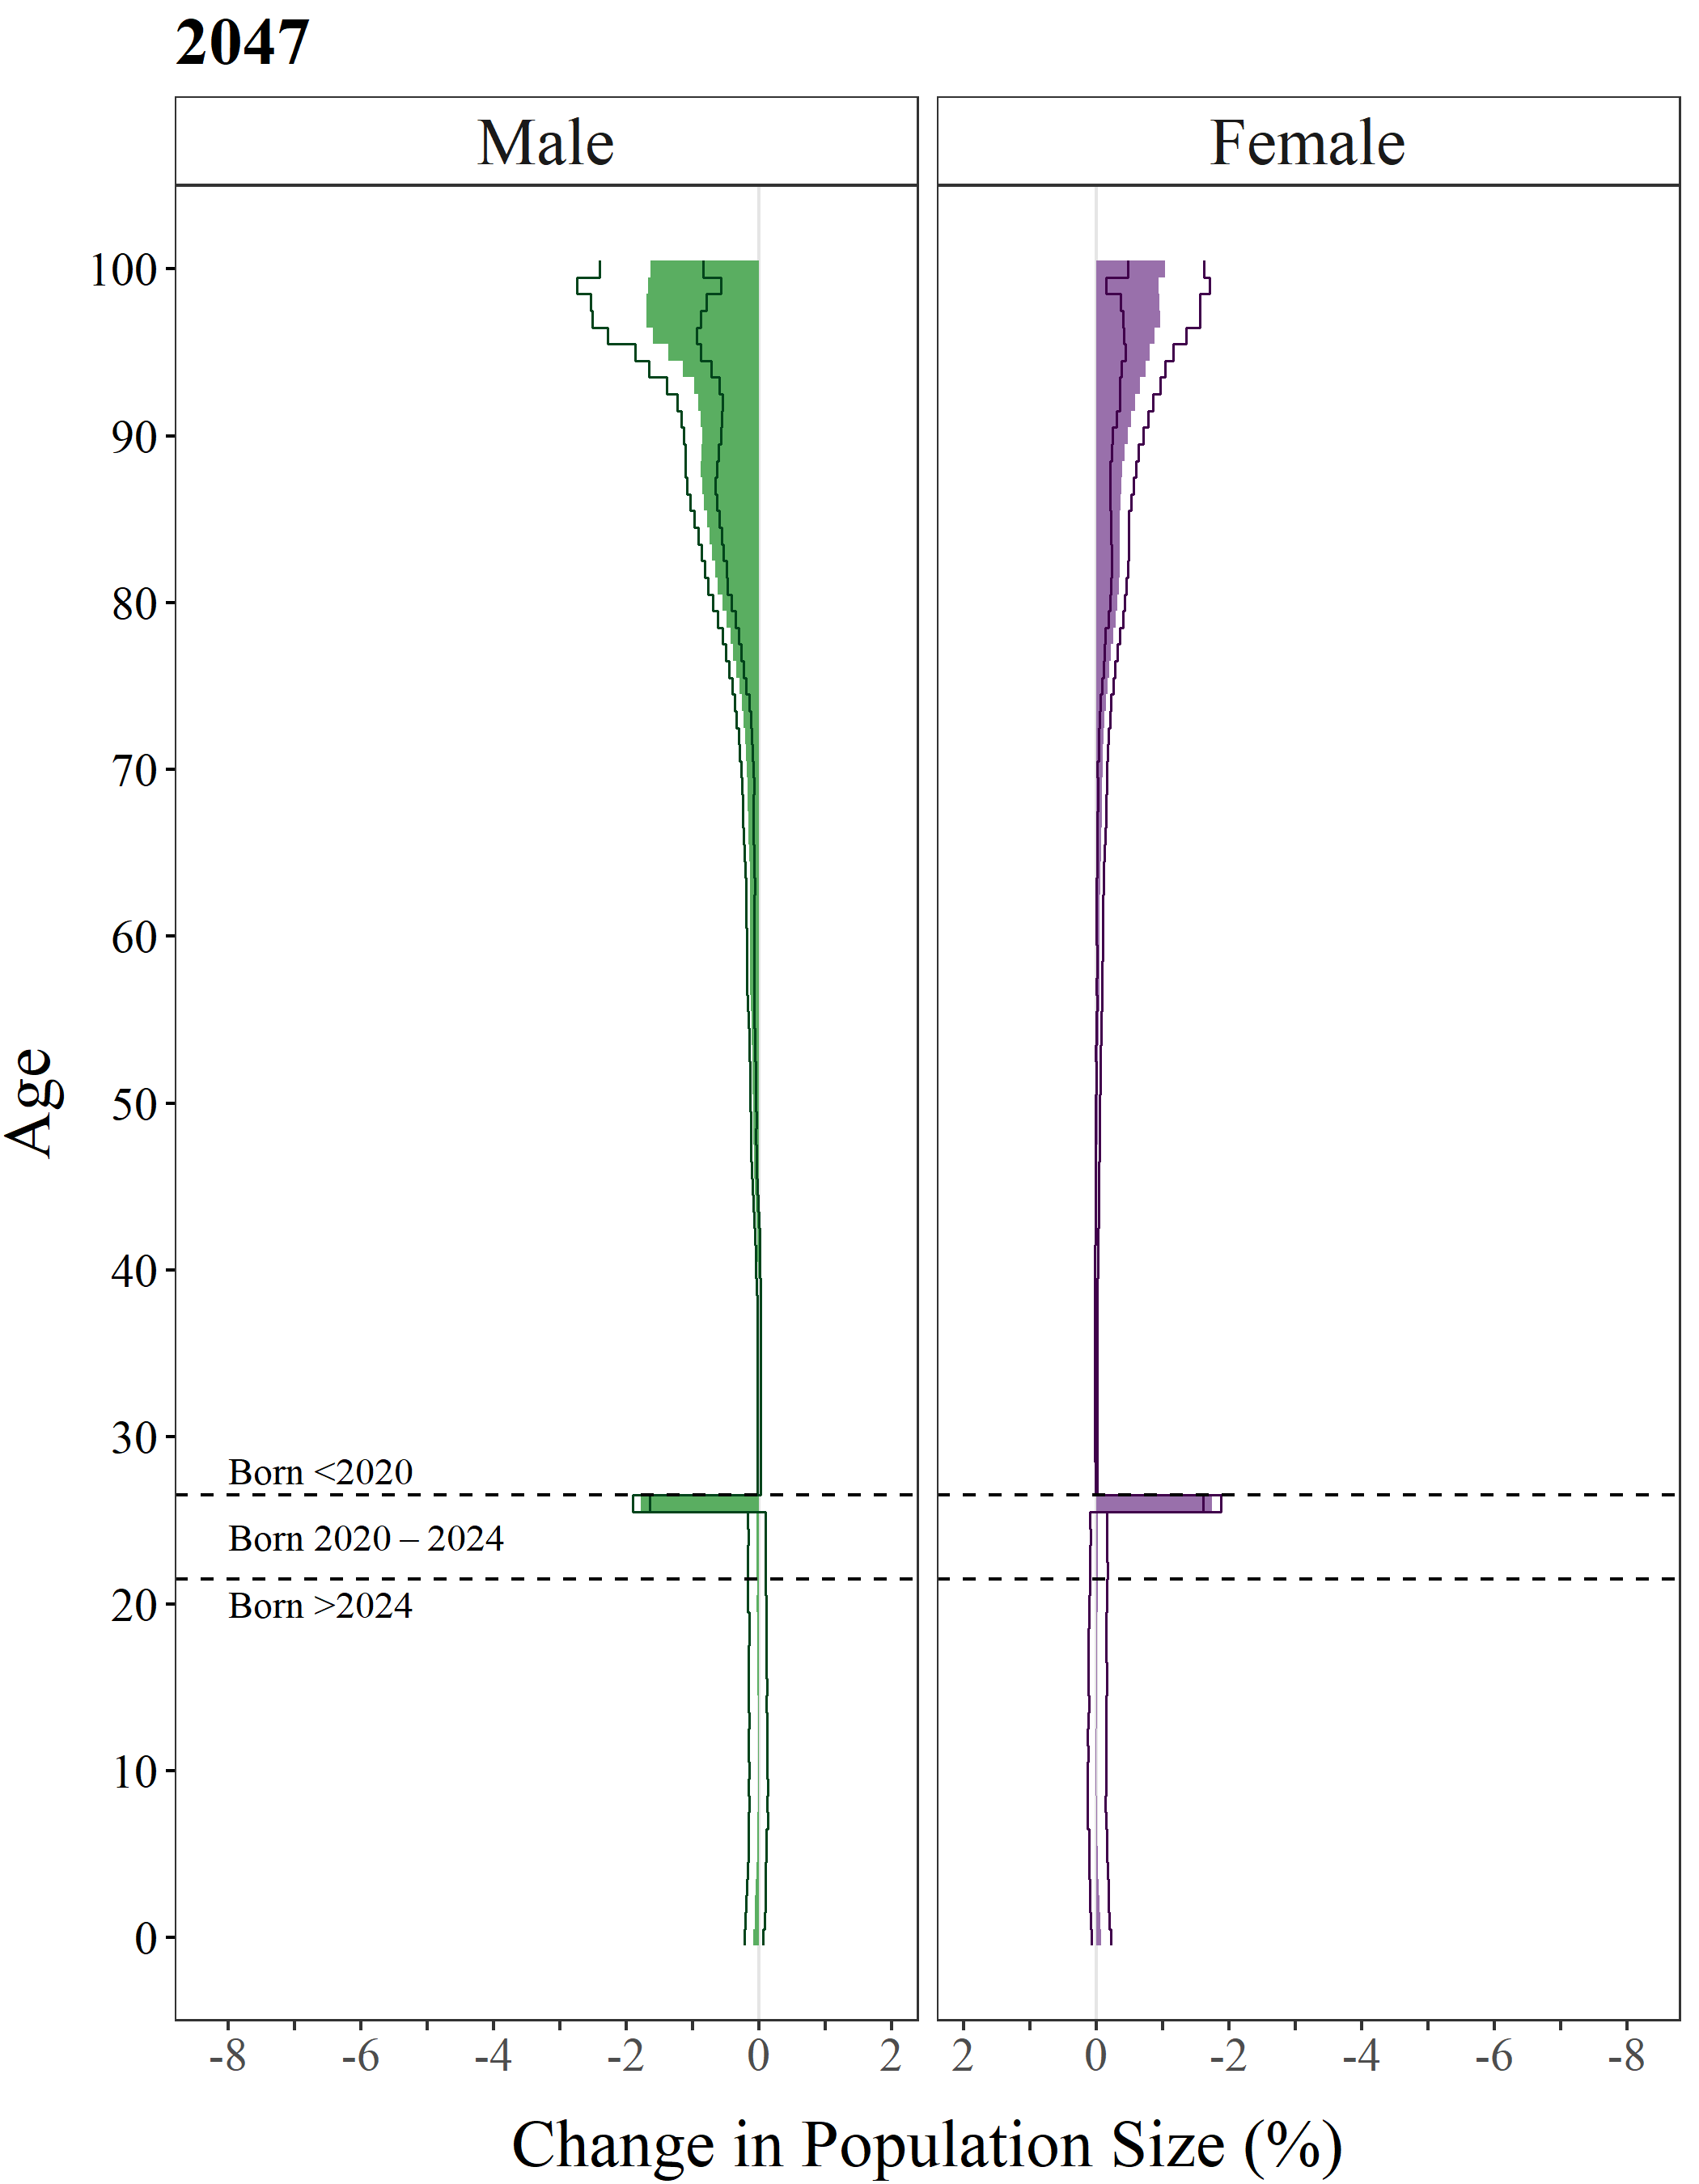 2047
Male
Female
100
90
80
70
60
50
40
30
20
10
0
Age
Born <2020
Born 2020 – 2024
Born >2024
-8 -6 -4 -2 0 2
2 0 -2 -4 -6 -8
Change in Population Size (%)